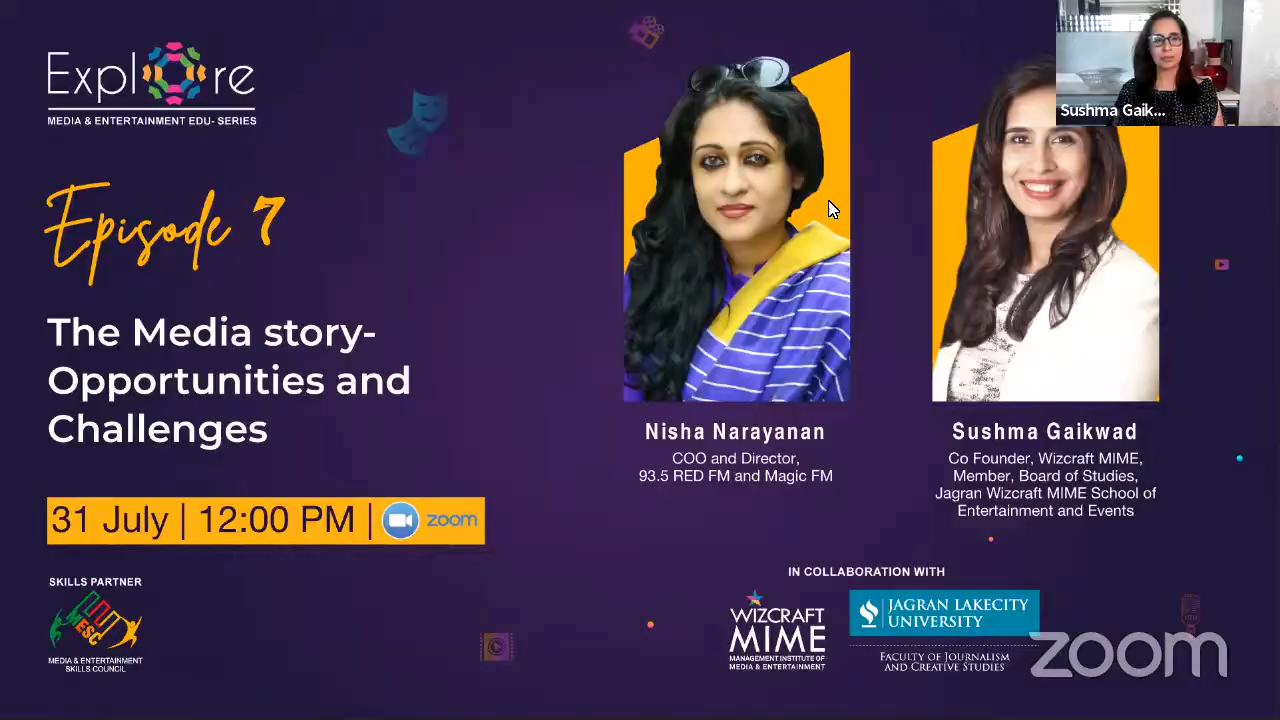 Explore
MEDIA & ENTERTAINMENT EDU- SERIES
Episode 7
The Media story-
Opportunities and
Challenges
31 July | 12:00 PM | zoom
SKILLS PARTNER
MESC
MEDIA & ENTERTAINMENT
SKILLS COUNCIL
Sushma Gaik...
Nisha Narayanan
COO and Director,
93.5 RED FM and Magic FM
Sushma Gaikwad
Co Founder, Wizcraft MIME,
Member, Board of Studies,
Jagran Wizcraft MIME School of
Entertainment and Events
IN COLLABORATION WITH
WIZCRAFT
MIME
MANAGEMENT INSTITUTE OF
MEDIA & ENTERTAINMENT
JAGRAN LAKECITY
UNIVERSITY
FACULTY OF JOURNALISM
AND CREATIVE STUDIES
zoom